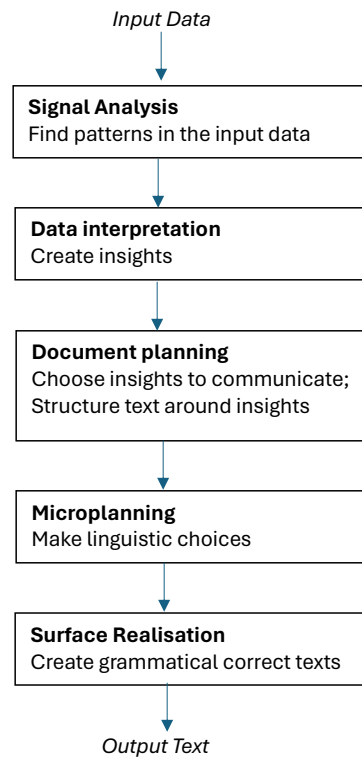 Input Data
Signal Analysis
Find patterns in the input data
Data interpretation
Create insights
Document planning
Choose insights to communicate;
Structure text around insights
Microplanning
Make linguistic choices
Surface Realisation
Create grammatical correct texts
Output Text